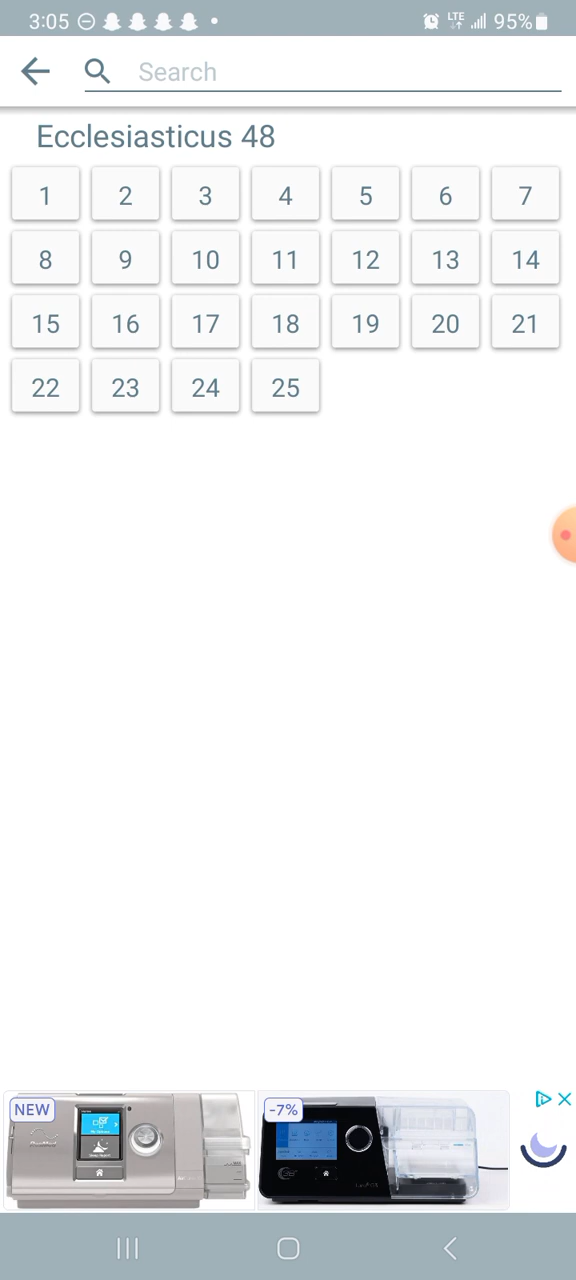 3:05 LTE 95%
Search
Ecclesiasticus 48
1 2 3 4 5 6 7
8 9 10 11 12 13 14
15 16 17 18 19 20 21
22 23 24 25
NEW -7%